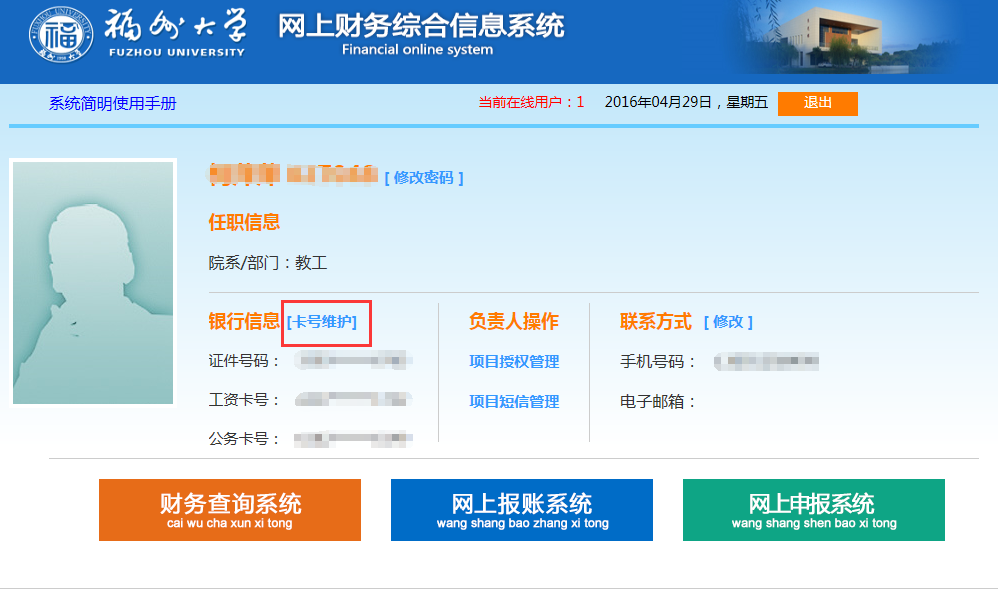 福州大学
FUZHOU UNIVERSITY
网上财务综合信息系统
Financial online system
系统简明使用手册
当前在线用户：1 2016年04月29日，星期五 退出
[ 修改密码 ]
任职信息
院系/部门：教工
银行信息 [卡号维护]
证件号码：
工资卡号：
公务卡号：
负责人操作
项目授权管理
项目短信管理
联系方式 [ 修改 ]
手机号码：
电子邮箱：
财务查询系统
cai wu cha xun xi tong
网上报账系统
wang shang bao zhang xi tong
网上申报系统
wang shang shen bao xi tong